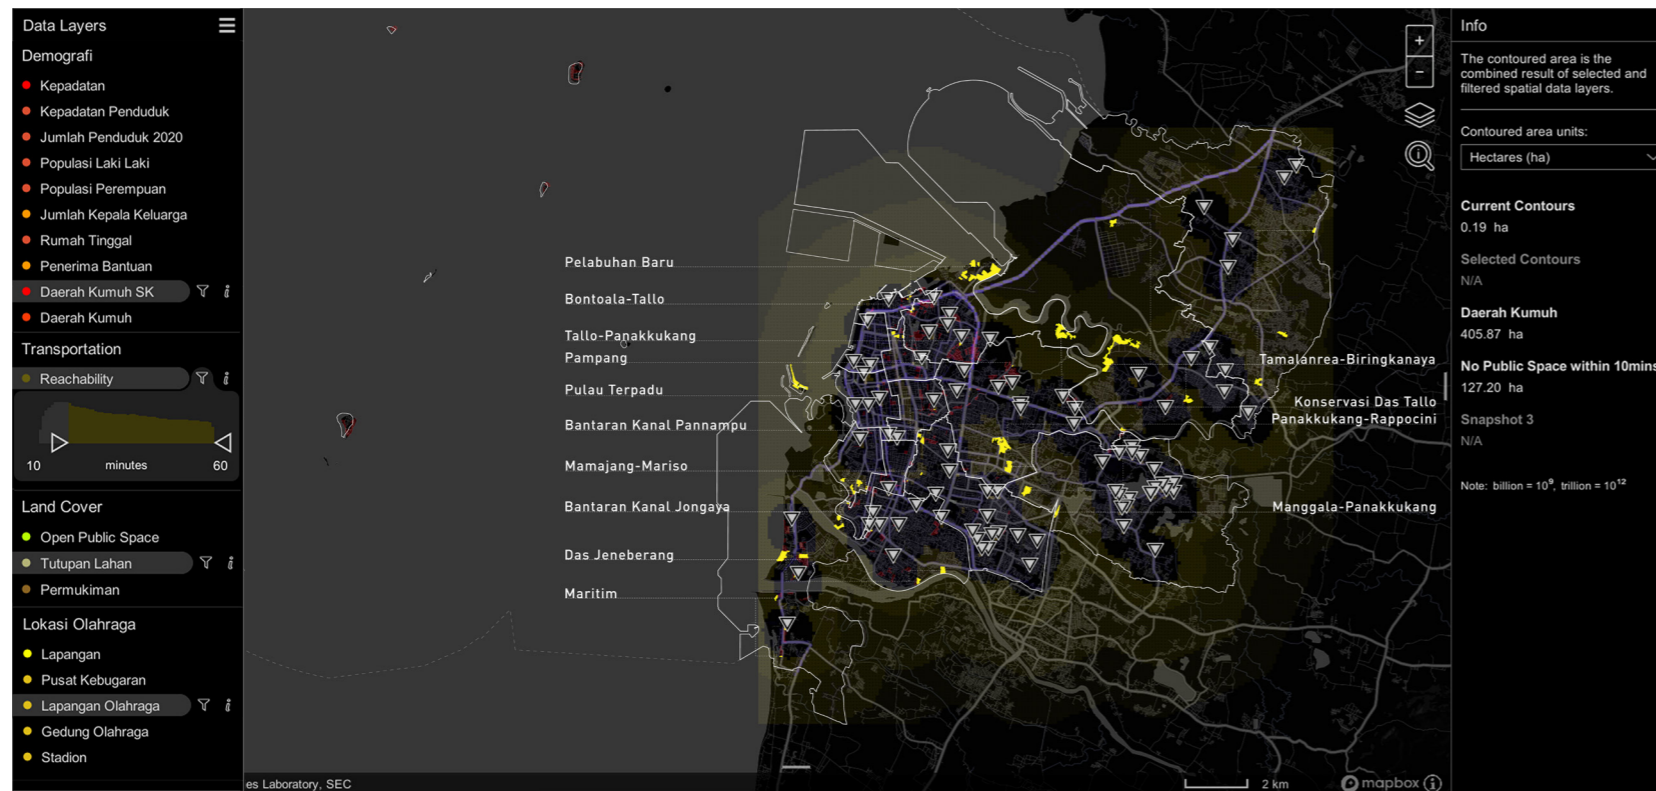 Data Layers
Demografi
Kepadatan
Kepadatan Penduduk
Jumlah Penduduk 2020
Populasi Laki Laki
Populasi Perempuan
Jumlah Kepala Keluarga
Rumah Tinggal
Penerima Bantuan
Daerah Kumuh SK
Daerah Kumuh
Transportation
Reachability
10 minutes 60
Land Cover
Open Public Space
Tutupan Lahan
Permukiman
Lokasi Olahraga
Lapangan
Pusat Kebugaran
Lapangan Olahraga
Gedung Olahraga
Stadion
Pelabuhan Baru
Bontoala-Tallo
Tallo-Panakkukang
Pampang
Pulau Terpadu
Bantaran Kanal Pannampu
Mamajang-Mariso
Bantaran Kanal Jongaya
Das Jeneberang
Maritim
Tamalanrea-Biringkanaya
Konservasi Das Tallo
Panakkukang-Rappocini
Manggala-Panakkukang
es Laboratory, SEC
2 km
mapbox
Info
The contoured area is the
combined result of selected and
filtered spatial data layers.
Contoured area units:
Hectares (ha)
Current Contours
0.19 ha
Selected Contours
N/A
Daerah Kumuh
405.87 ha
No Public Space within 10mins
127.20 ha
Snapshot 3
N/A
Note: billion = 10⁹, trillion = 10¹²